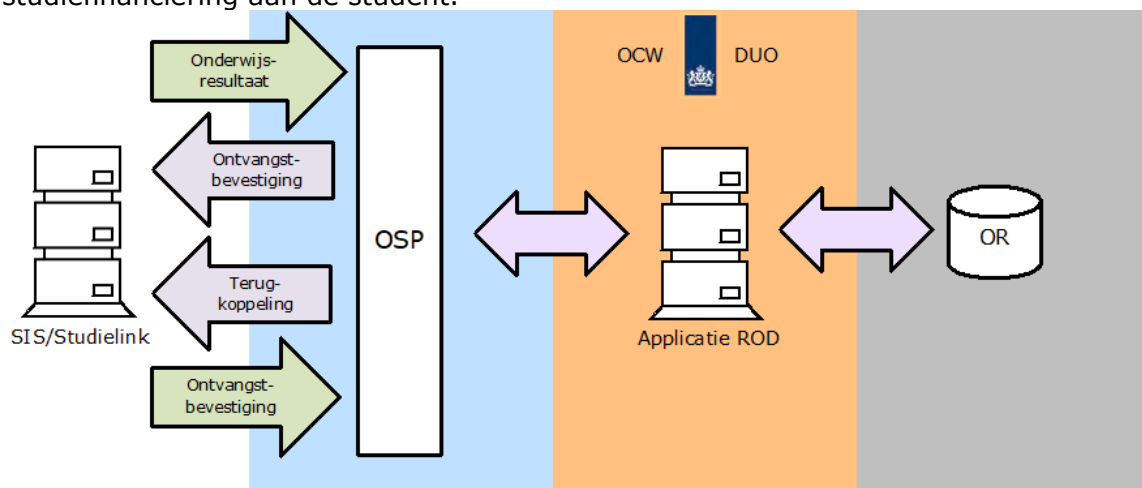 studiefinanciering aan de student.
Onderwijs-
resultaat
OCW
DUO
Ontvangst-
bevestiging
OSP
OR
Terug-
koppeling
SIS/Studielink
Applicatie ROD
Ontvangst-
bevestiging